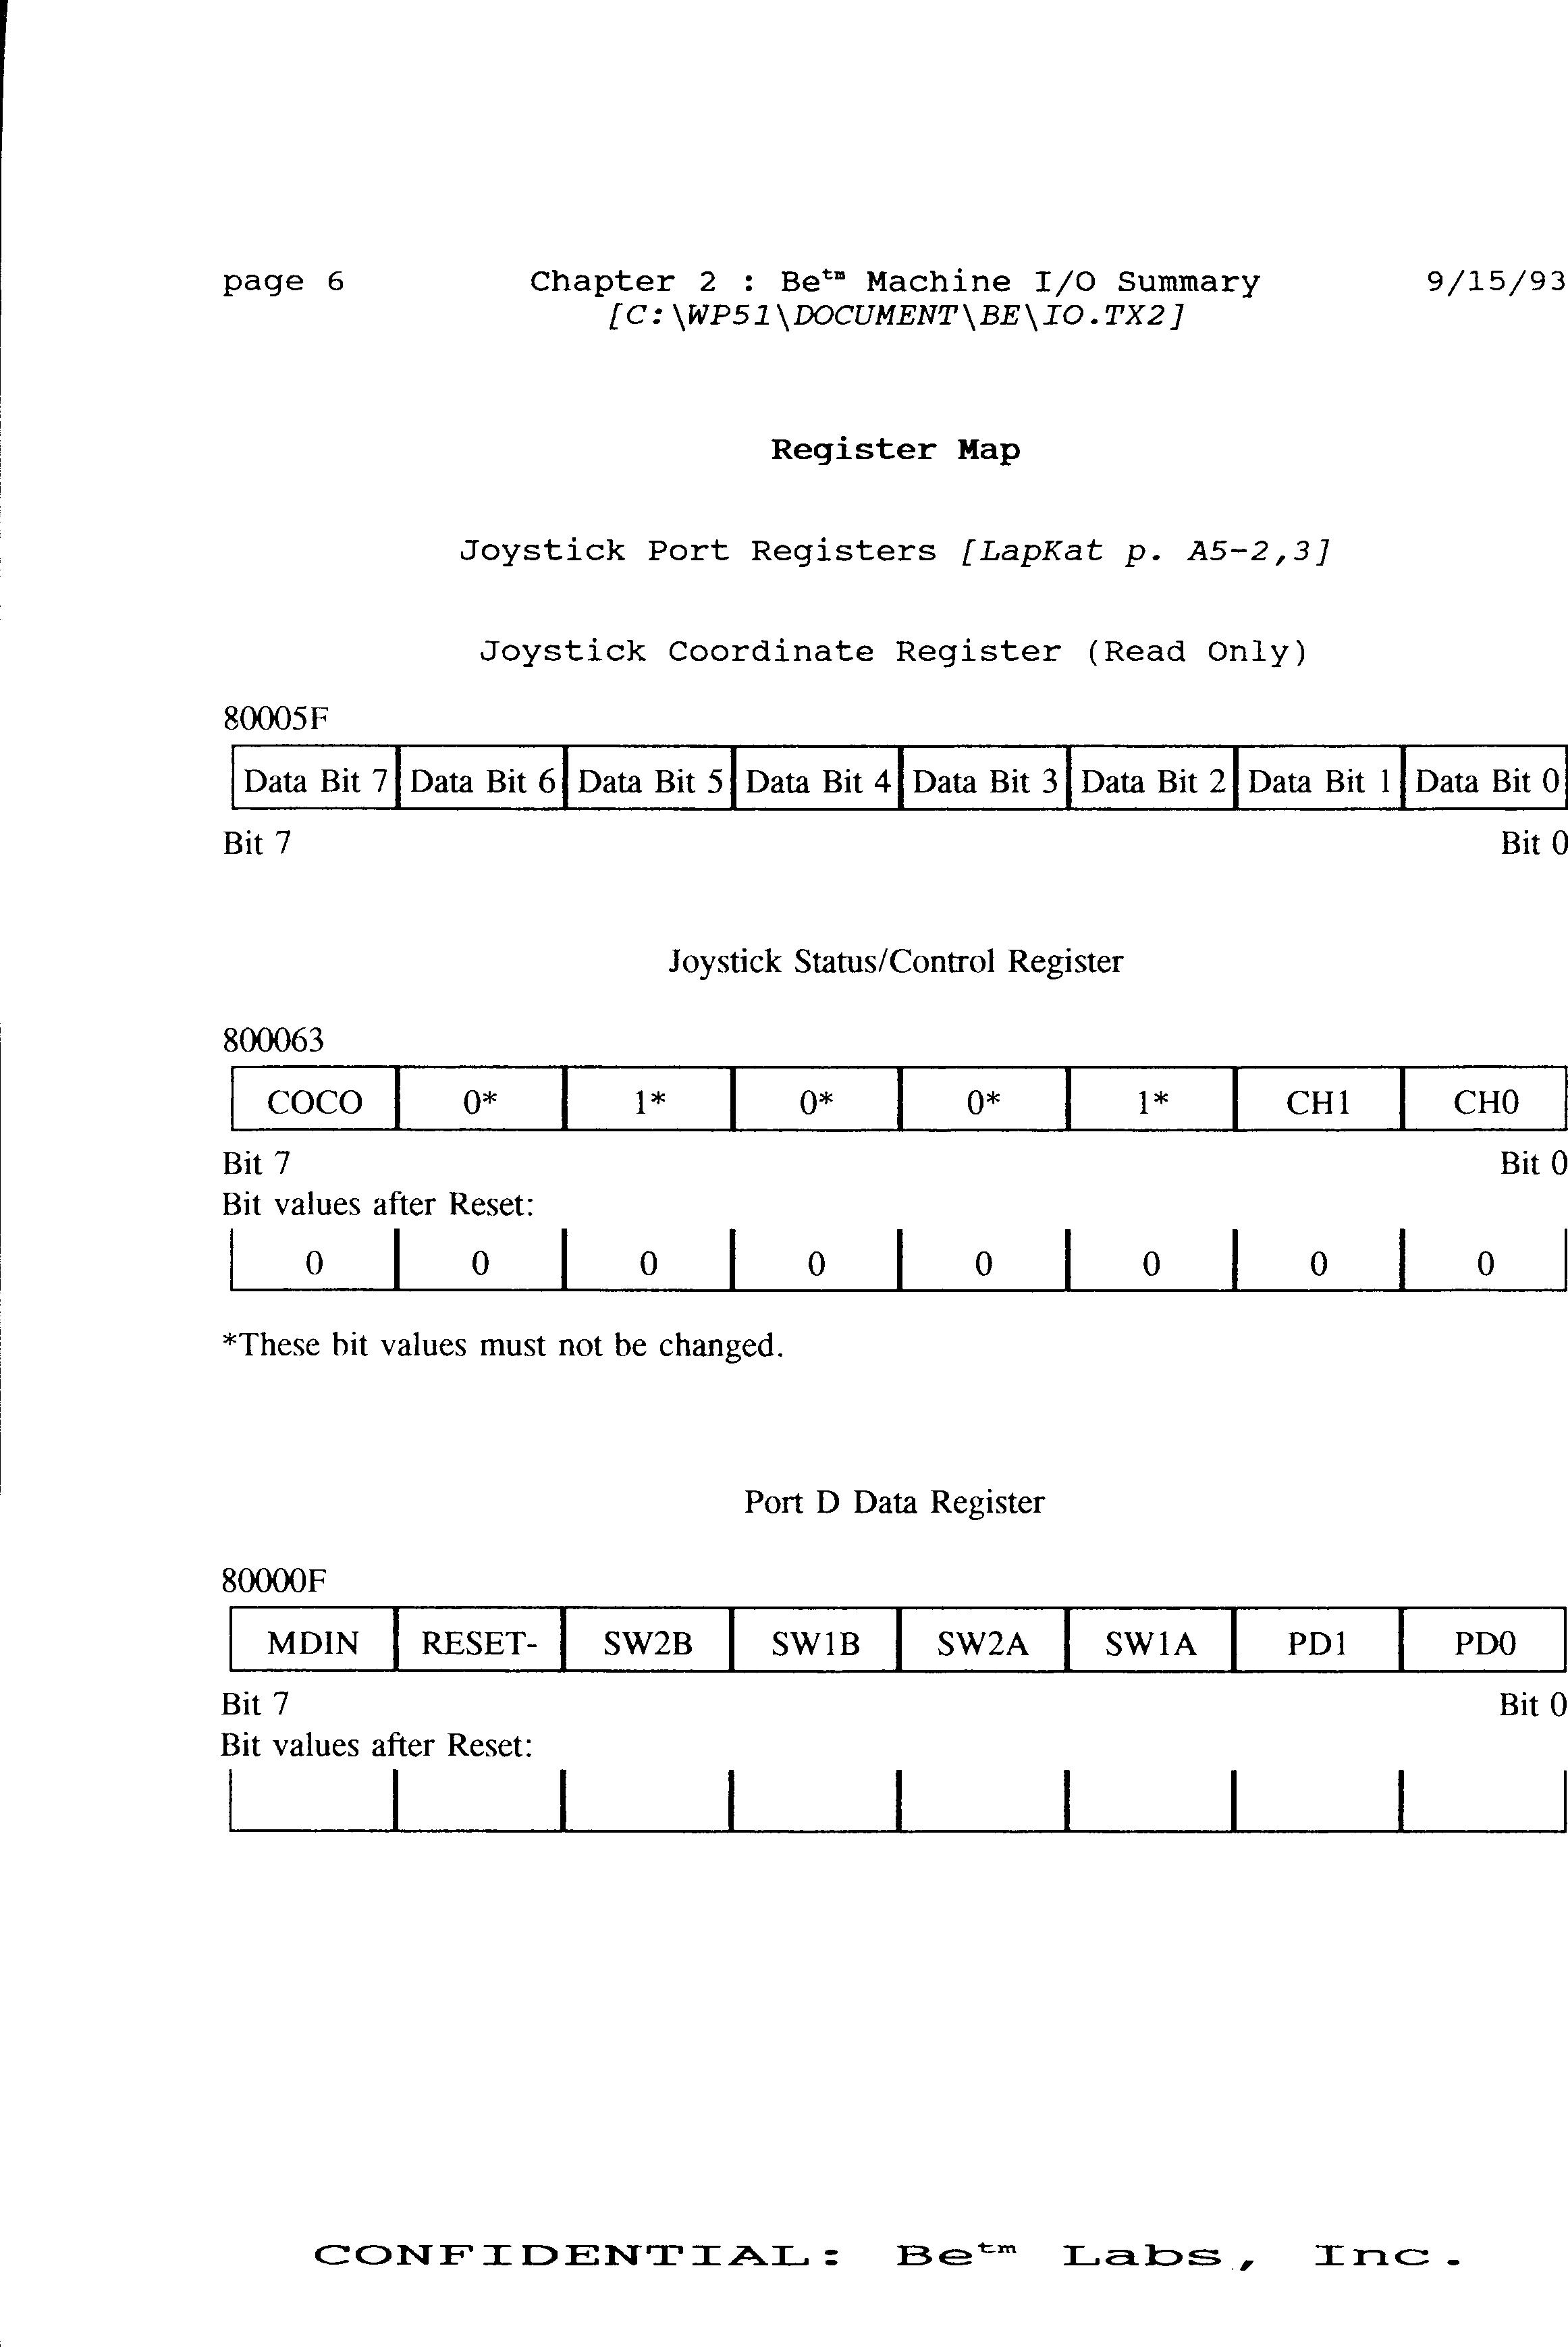 page 6 Chapter 2 : Be™ Machine I/O Summary 9/15/93
[C:\WP51\DOCUMENT\BE\IO.TX2]
Register Map
Joystick Port Registers [LapKat p. A5-2,3]
Joystick Coordinate Register (Read Only)
80005F
Data Bit 7 Data Bit 6 Data Bit 5 Data Bit 4 Data Bit 3 Data Bit 2 Data Bit 1 Data Bit 0
Bit 7 Bit 0
Joystick Status/Control Register
800063
COCO 0* 1* 0* 0* 1* CH1 CH0
Bit 7 Bit 0
Bit values after Reset:
0 0 0 0 0 0 0 0
*These bit values must not be changed.
Port D Data Register
80000F
MDIN RESET- SW2B SW1B SW2A SW1A PD1 PD0
Bit 7 Bit 0
Bit values after Reset:
CONFIDENTIAL: Be™ Labs, Inc.